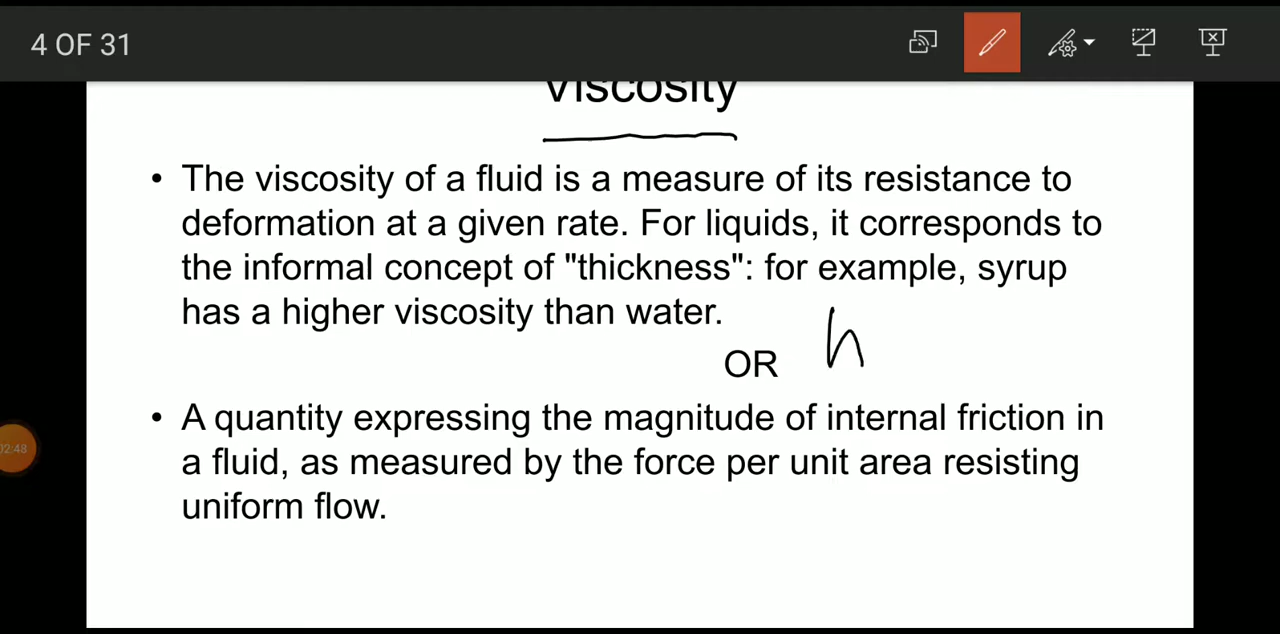 4 OF 31
Viscosity
• The viscosity of a fluid is a measure of its resistance to
deformation at a given rate. For liquids, it corresponds to
the informal concept of "thickness": for example, syrup
has a higher viscosity than water.
OR h
• A quantity expressing the magnitude of internal friction in
a fluid, as measured by the force per unit area resisting
uniform flow.
02:48